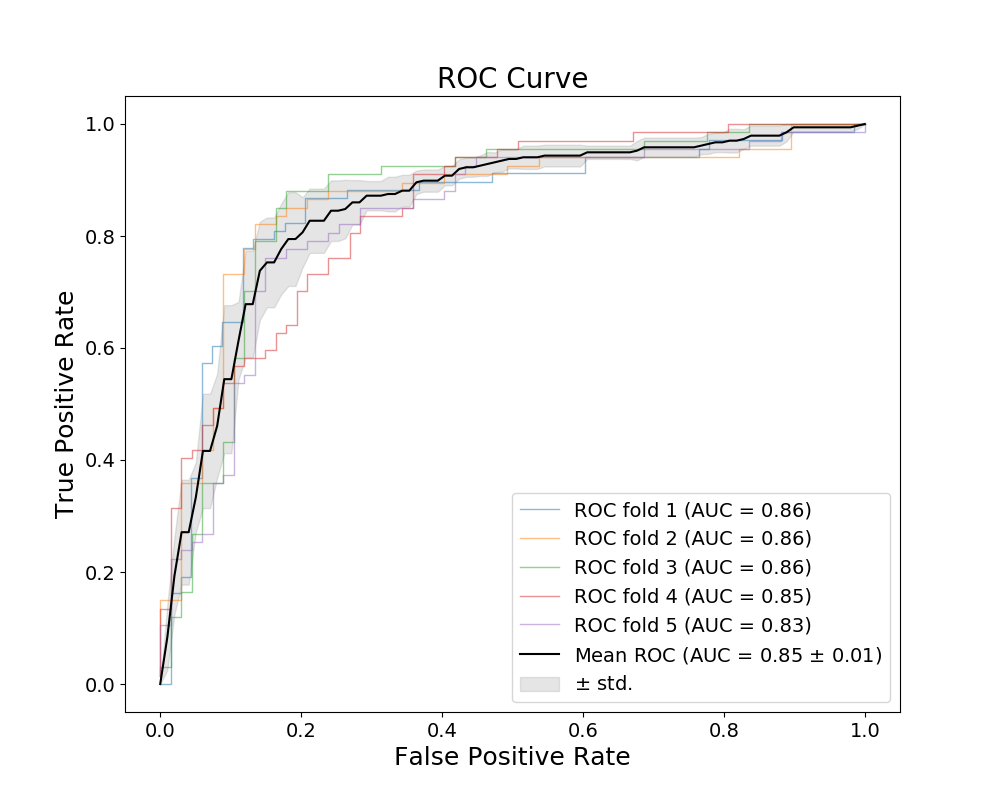 ROC Curve
1.0
0.8
0.6
0.4
0.2
0.0
True Positive Rate
ROC fold 1 (AUC = 0.86)
ROC fold 2 (AUC = 0.86)
ROC fold 3 (AUC = 0.86)
ROC fold 4 (AUC = 0.85)
ROC fold 5 (AUC = 0.83)
Mean ROC (AUC = 0.85 ± 0.01)
± std.
0.0 0.2 0.4 0.6 0.8 1.0
False Positive Rate